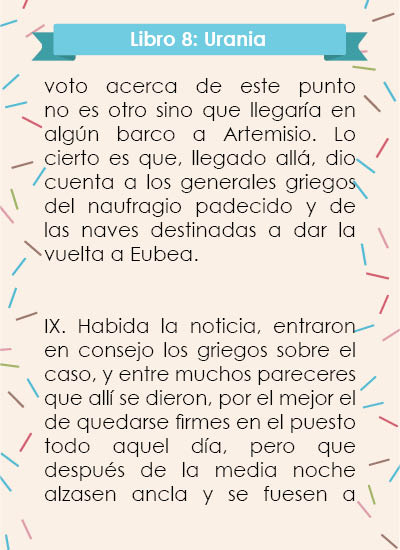 Libro 8: Urania
voto acerca de este punto
no es otro sino que llegaría en
algún barco a Artemisio. Lo
cierto es que, llegado allá, dio
cuenta a los generales griegos
del naufragio padecido y de
las naves destinadas a dar la
vuelta a Eubea.
IX. Habida la noticia, entraron
en consejo los griegos sobre el
caso, y entre muchos pareceres
que allí se dieron, por el mejor el
de quedarse firmes en el puesto
todo aquel día, pero que
después de la media noche
alzasen ancla y se fuesen a